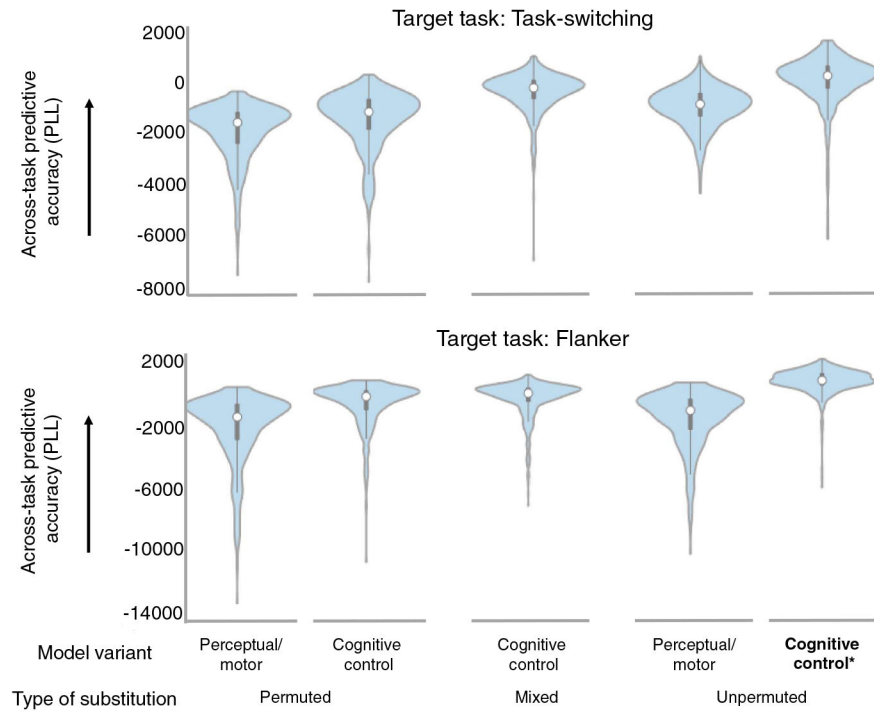 Target task: Task-switching
Across-task predictive
accuracy (PLL)
2000
0
-2000
-4000
-6000
-8000
Target task: Flanker
Across-task predictive
accuracy (PLL)
2000
-2000
-6000
-10000
-14000
Model variant
Perceptual/
motor
Cognitive
control
Cognitive
control
Perceptual/
motor
Cognitive
control*
Type of substitution
Permuted
Mixed
Unpermuted